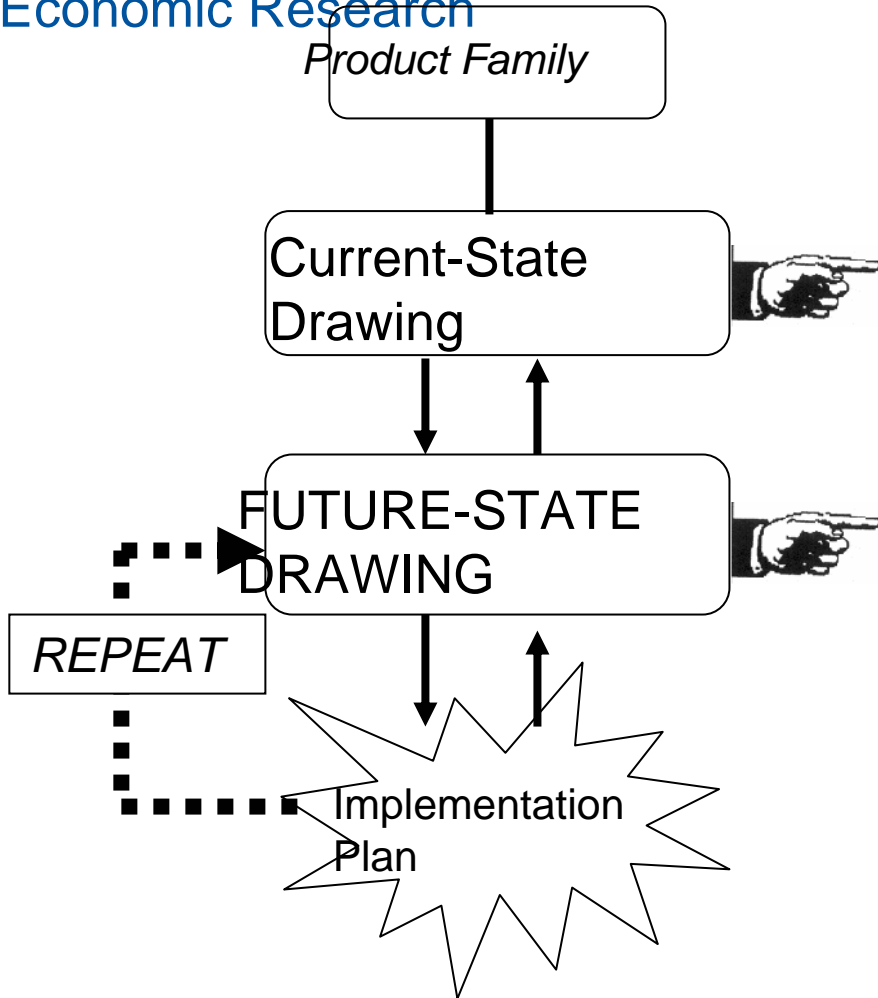 Economic Research
Product Family
Current-State
Drawing
FUTURE-STATE
DRAWING
REPEAT
Implementation
Plan